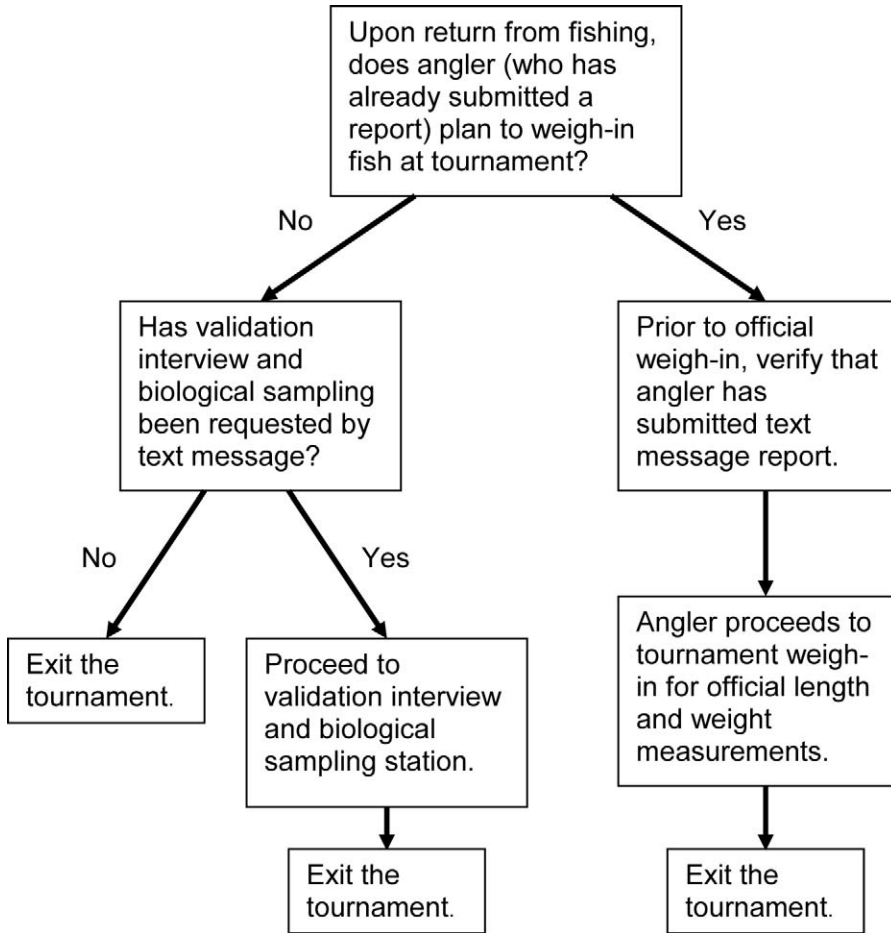 Upon return from fishing,
does angler (who has
already submitted a
report) plan to weigh-in
fish at tournament?
No
Yes
Has validation
interview and
biological sampling
been requested by
text message?
Prior to official
weigh-in, verify that
angler has
submitted text
message report.
No
Yes
Exit the
tournament.
Proceed to
validation interview
and biological
sampling station.
Angler proceeds to
tournament weigh-
in for official length
and weight
measurements.
Exit the
tournament.
Exit the
tournament.